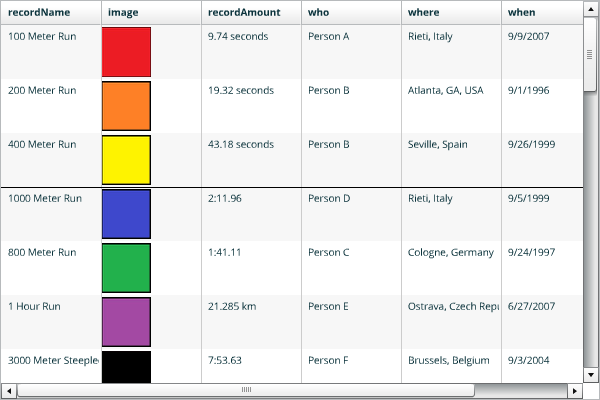 recordName image recordAmount who where when
100 Meter Run 9.74 seconds Person A Rieti, Italy 9/9/2007
200 Meter Run 19.32 seconds Person B Atlanta, GA, USA 9/1/1996
400 Meter Run 43.18 seconds Person B Seville, Spain 9/26/1999
1000 Meter Run 2:11.96 Person D Rieti, Italy 9/5/1999
800 Meter Run 1:41.11 Person C Cologne, Germany 9/24/1997
1 Hour Run 21.285 km Person E Ostrava, Czech Repu 6/27/2007
3000 Meter Steeple 7:53.63 Person F Brussels, Belgium 9/3/2004